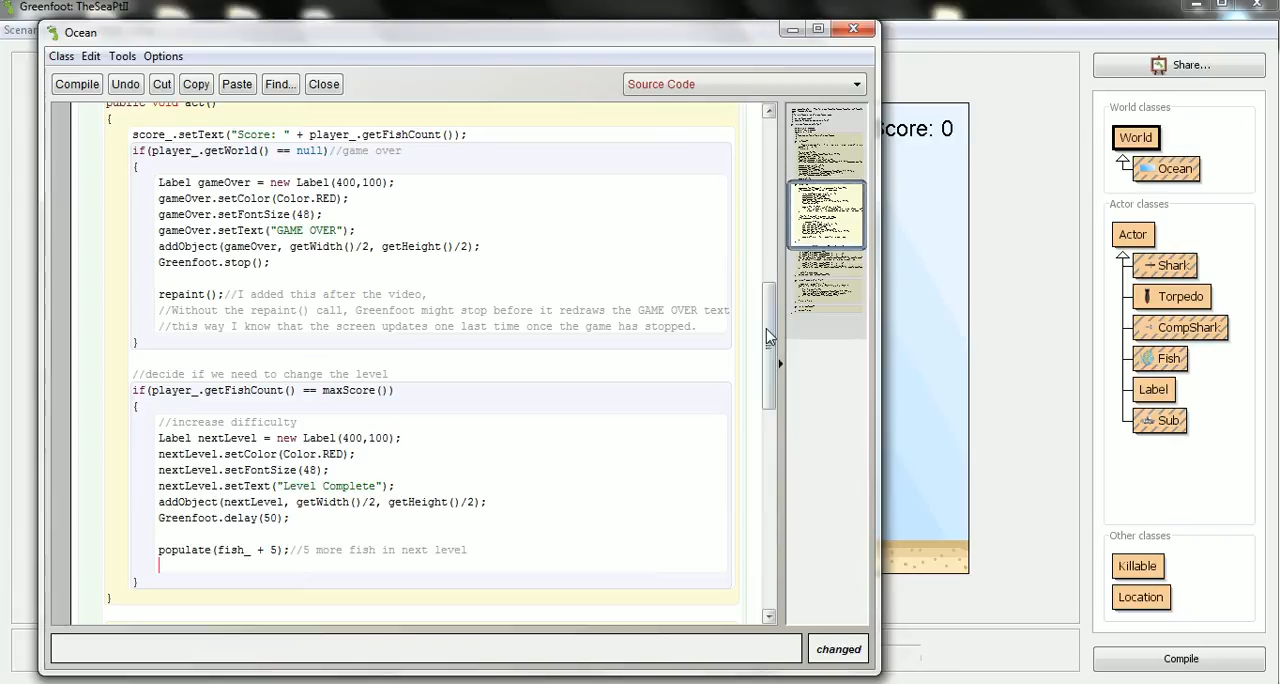 Greenfoot: TheSeaPtII
Scenar
Ocean
Class Edit Tools Options
Compile Undo Cut Copy Paste Find... Close Source Code
public void act()
{
score_.setText("Score: " + player_.getFishCount());
if(player_.getWorld() == null)//game over
{
Label gameOver = new Label(400,100);
gameOver.setColor(Color.RED);
gameOver.setFontSize(48);
gameOver.setText("GAME OVER");
addObject(gameOver, getWidth()/2, getHeight()/2);
Greenfoot.stop();
repaint();//I added this after the video,
//Without the repaint() call, Greenfoot might stop before it redraws the GAME OVER text
//this way I know that the screen updates one last time once the game has stopped.
}
//decide if we need to change the level
if(player_.getFishCount() == maxScore())
{
//increase difficulty
Label nextLevel = new Label(400,100);
nextLevel.setColor(Color.RED);
nextLevel.setFontSize(48);
nextLevel.setText("Level Complete");
addObject(nextLevel, getWidth()/2, getHeight()/2);
Greenfoot.delay(50);
populate(fish_ + 5);//5 more fish in next level
}
}
changed
Score: 0
Share...
World classes
World
Ocean
Actor classes
Actor
Shark
Torpedo
CompShark
Fish
Label
Sub
Other classes
Killable
Location
Compile